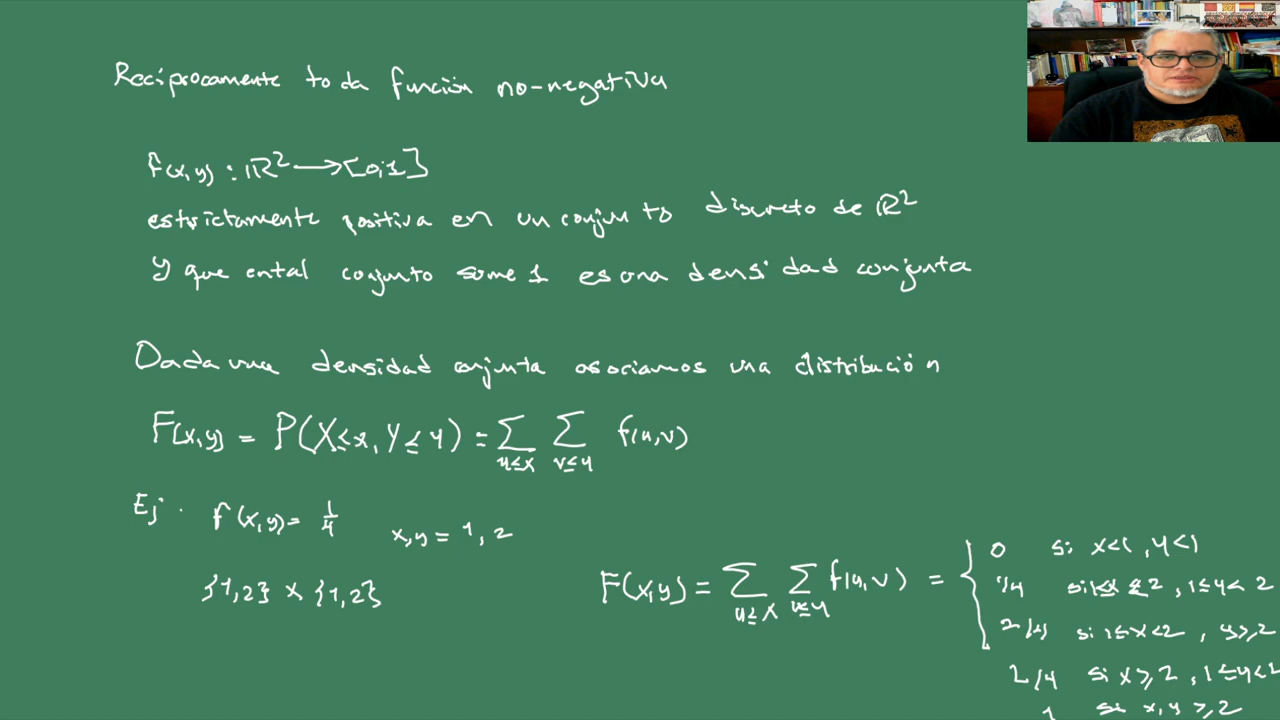 Recíprocamente toda función no-negativa
f(x,y) : ℝ² → [0,1]
estrictamente positiva en un conjunto discreto de ℝ²
y que en tal conjunto sume 1 es una densidad conjunta
Dada una densidad conjunta asociamos una distribución
F(x,y) = P(X≤x, Y≤y) = ∑_{u≤x} ∑_{v≤y} f(u,v)
Ej. f(x,y) = 1/4 x,y = 1, 2
{1,2} × {1,2}
F(x,y) = ∑_{u≤x} ∑_{v≤y} f(u,v) = {
0 si x<1, y<1
1/4 si 1≤x<2, 1≤y<2
2/4 si 1≤x<2, y≥2
2/4 si x≥2, 1≤y<2
1 si x,y ≥2